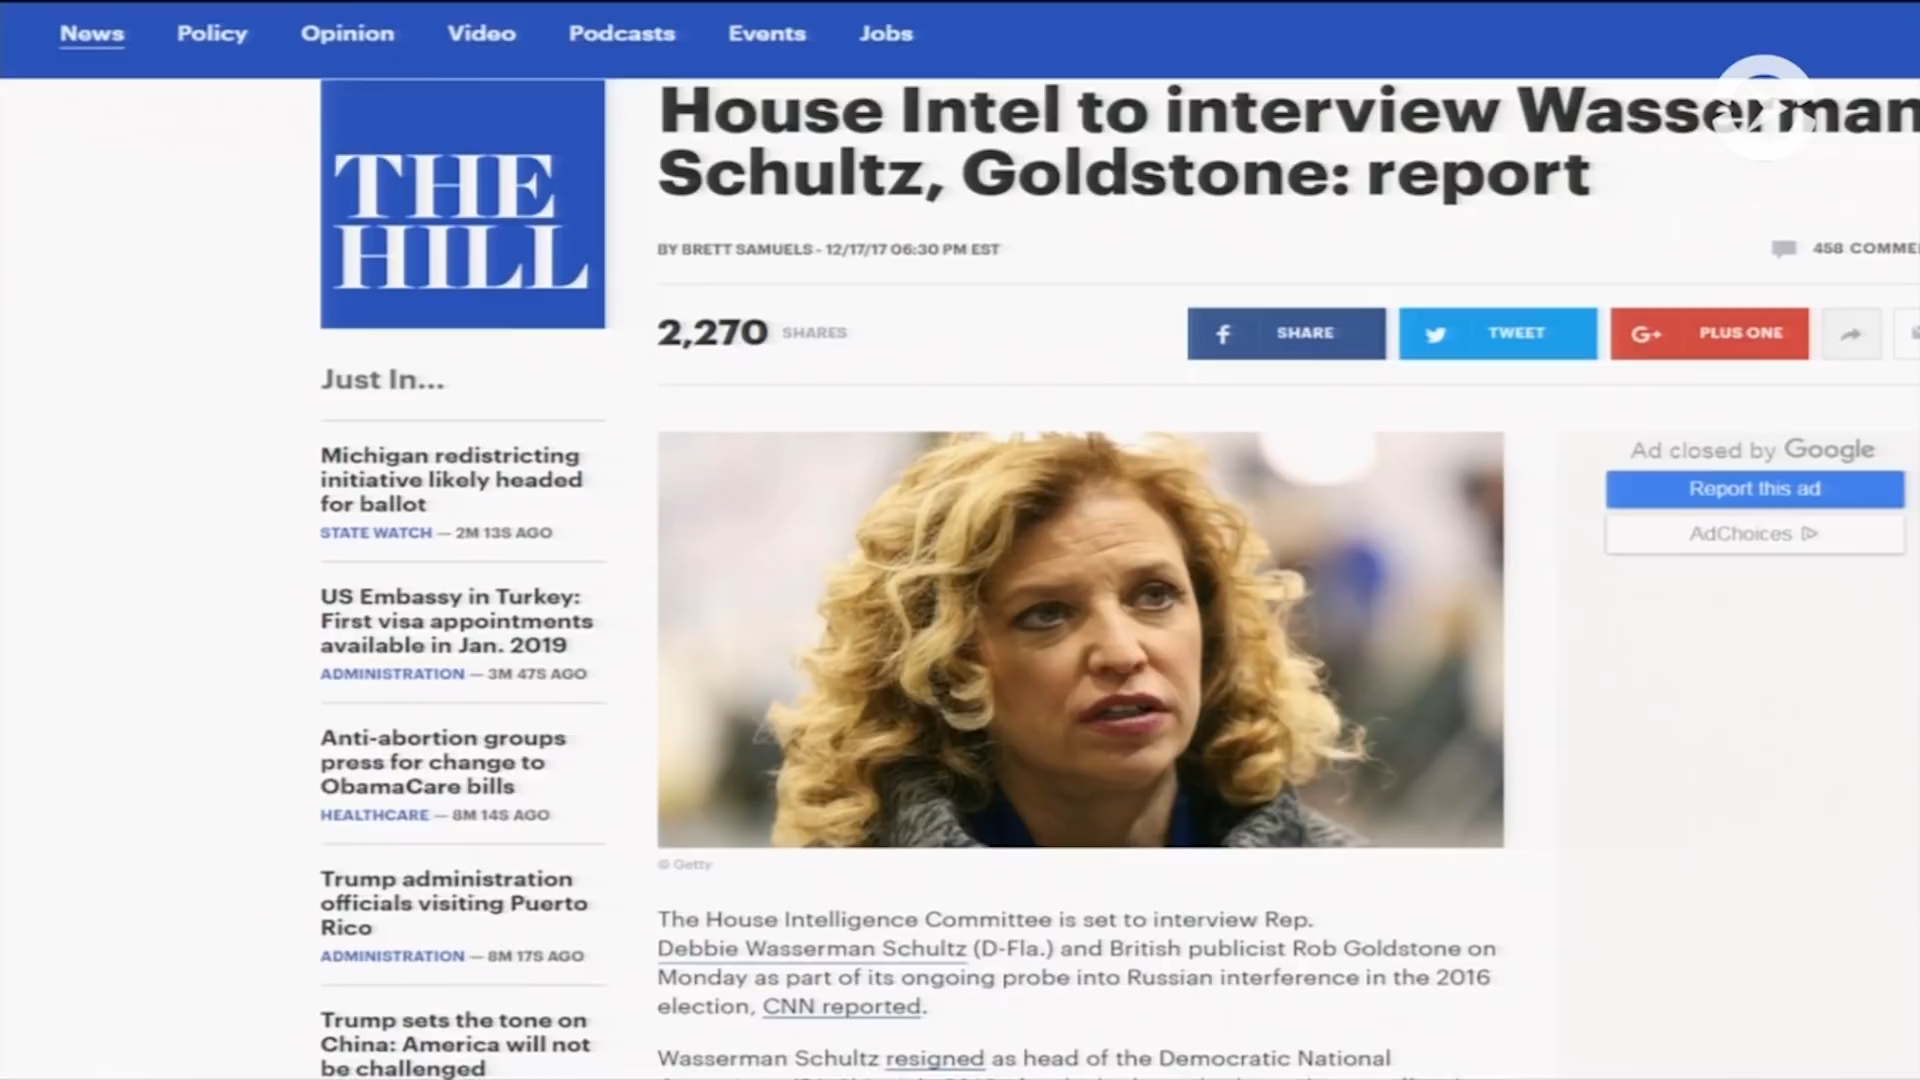 News Policy Opinion Video Podcasts Events Jobs
THE
HILL
House Intel to interview Wasserman
Schultz, Goldstone: report
BY BRETT SAMUELS - 12/17/17 06:30 PM EST
458 COMME
2,270 SHARES
SHARE
TWEET
G+ PLUS ONE
Just In...
Michigan redistricting
initiative likely headed
for ballot
STATE WATCH — 2M 13S AGO
US Embassy in Turkey:
First visa appointments
available in Jan. 2019
ADMINISTRATION — 3M 47S AGO
Anti-abortion groups
press for change to
ObamaCare bills
HEALTHCARE — 8M 14S AGO
Trump administration
officials visiting Puerto
Rico
ADMINISTRATION — 8M 17S AGO
Trump sets the tone on
China: America will not
be challenged
Ad closed by Google
Report this ad
AdChoices
© Getty
The House Intelligence Committee is set to interview Rep.
Debbie Wasserman Schultz (D-Fla.) and British publicist Rob Goldstone on
Monday as part of its ongoing probe into Russian interference in the 2016
election, CNN reported.
Wasserman Schultz resigned as head of the Democratic National